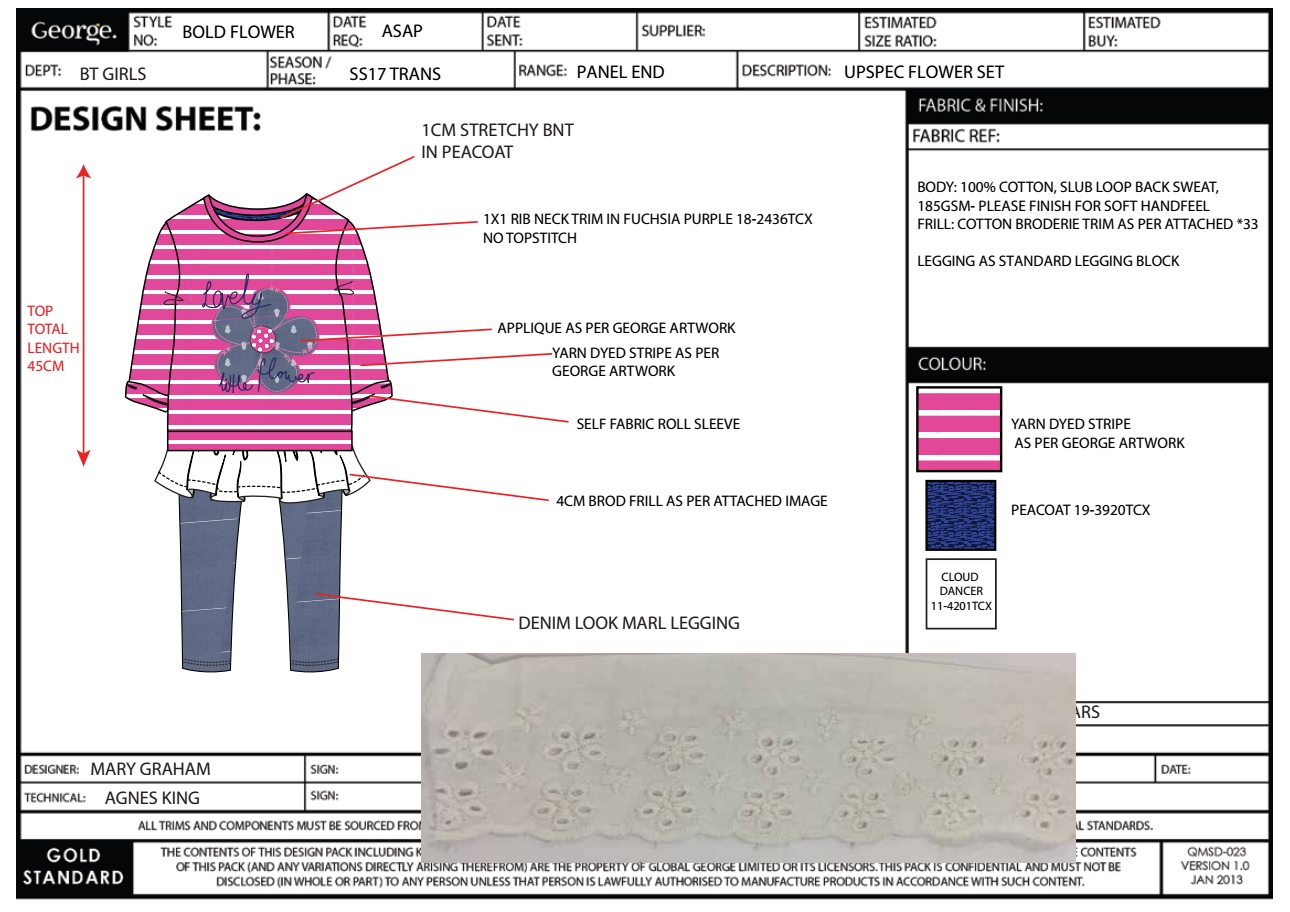 George.
STYLE NO: BOLD FLOWER
DATE REQ: ASAP
DATE SENT:
SUPPLIER:
ESTIMATED SIZE RATIO:
ESTIMATED BUY:
DEPT: BT GIRLS
SEASON / PHASE: SS17 TRANS
RANGE: PANEL END
DESCRIPTION: UPSPEC FLOWER SET
DESIGN SHEET:
1CM STRETCHY BNT
IN PEACOAT
1X1 RIB NECK TRIM IN FUCHSIA PURPLE 18-2436TCX
NO TOPSTITCH
TOP
TOTAL
LENGTH
45CM
Lovely
little flower
APPLIQUE AS PER GEORGE ARTWORK
YARN DYED STRIPE AS PER
GEORGE ARTWORK
SELF FABRIC ROLL SLEEVE
4CM BROD FRILL AS PER ATTACHED IMAGE
DENIM LOOK MARL LEGGING
FABRIC & FINISH:
FABRIC REF:
BODY: 100% COTTON, SLUB LOOP BACK SWEAT,
185GSM- PLEASE FINISH FOR SOFT HANDFEEL
FRILL: COTTON BRODERIE TRIM AS PER ATTACHED *33
LEGGING AS STANDARD LEGGING BLOCK
COLOUR:
YARN DYED STRIPE
AS PER GEORGE ARTWORK
PEACOAT 19-3920TCX
CLOUD
DANCER
11-4201TCX
ARS
DESIGNER: MARY GRAHAM
SIGN:
DATE:
TECHNICAL: AGNES KING
SIGN:
ALL TRIMS AND COMPONENTS MUST BE SOURCED FRO
L STANDARDS.
GOLD
STANDARD
THE CONTENTS OF THIS DESIGN PACK INCLUDING K
CONTENTS
OF THIS PACK (AND ANY VARIATIONS DIRECTLY ARISING THEREFROM) ARE THE PROPERTY OF GLOBAL GEORGE LIMITED OR ITS LICENSORS. THIS PACK IS CONFIDENTIAL AND MUST NOT BE
DISCLOSED (IN WHOLE OR PART) TO ANY PERSON UNLESS THAT PERSON IS LAWFULLY AUTHORISED TO MANUFACTURE PRODUCTS IN ACCORDANCE WITH SUCH CONTENT.
QMSD-023
VERSION 1.0
JAN 2013